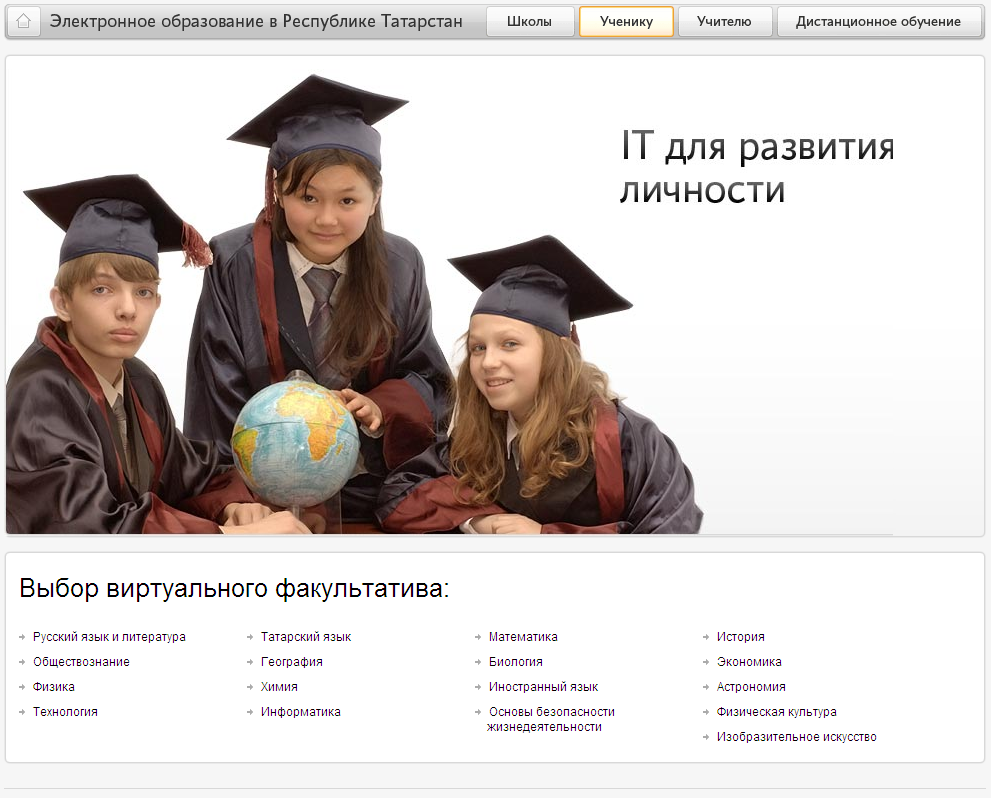 Электронное образование в Республике Татарстан
Школы
Ученику
Учителю
Дистанционное обучение
IT для развития
личности
Выбор виртуального факультатива:
Русский язык и литература
Обществознание
Физика
Технология
Татарский язык
География
Химия
Информатика
Математика
Биология
Иностранный язык
Основы безопасности
жизнедеятельности
История
Экономика
Астрономия
Физическая культура
Изобразительное искусство